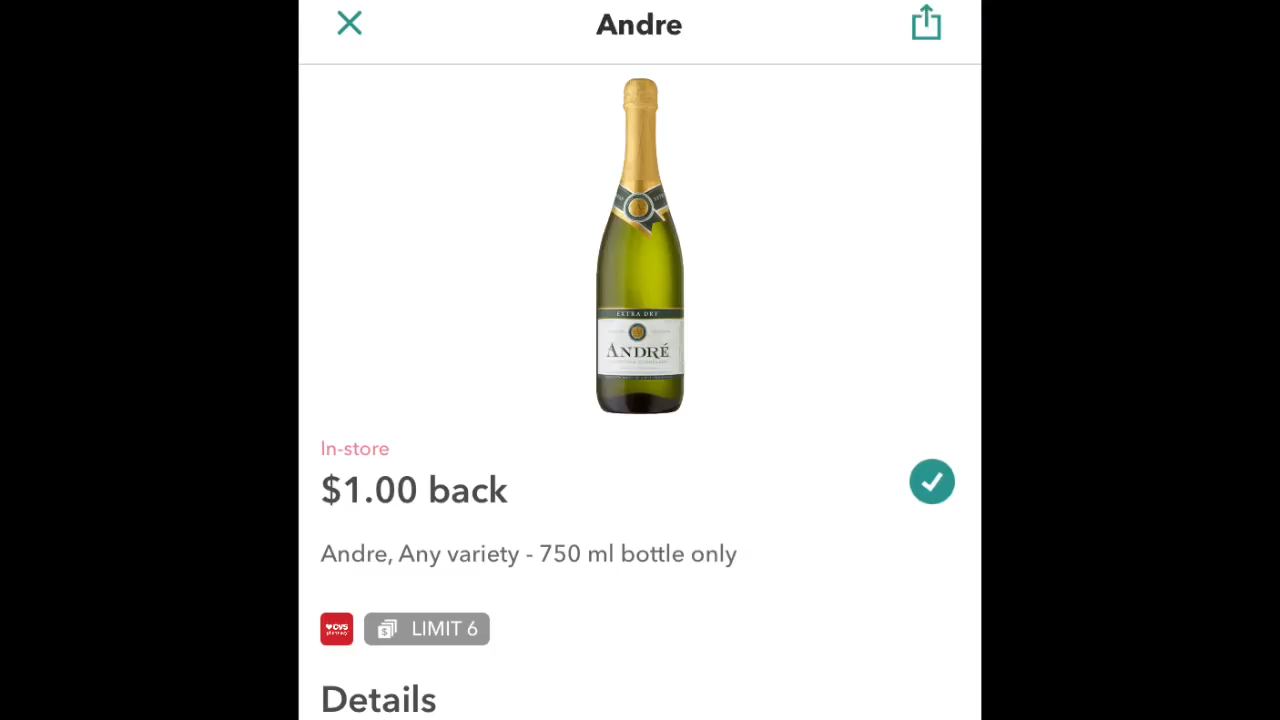 Andre
EXTRA DRY
ANDRÉ
In-store
$1.00 back
Andre, Any variety - 750 ml bottle only
CVS
pharmacy
LIMIT 6
Details